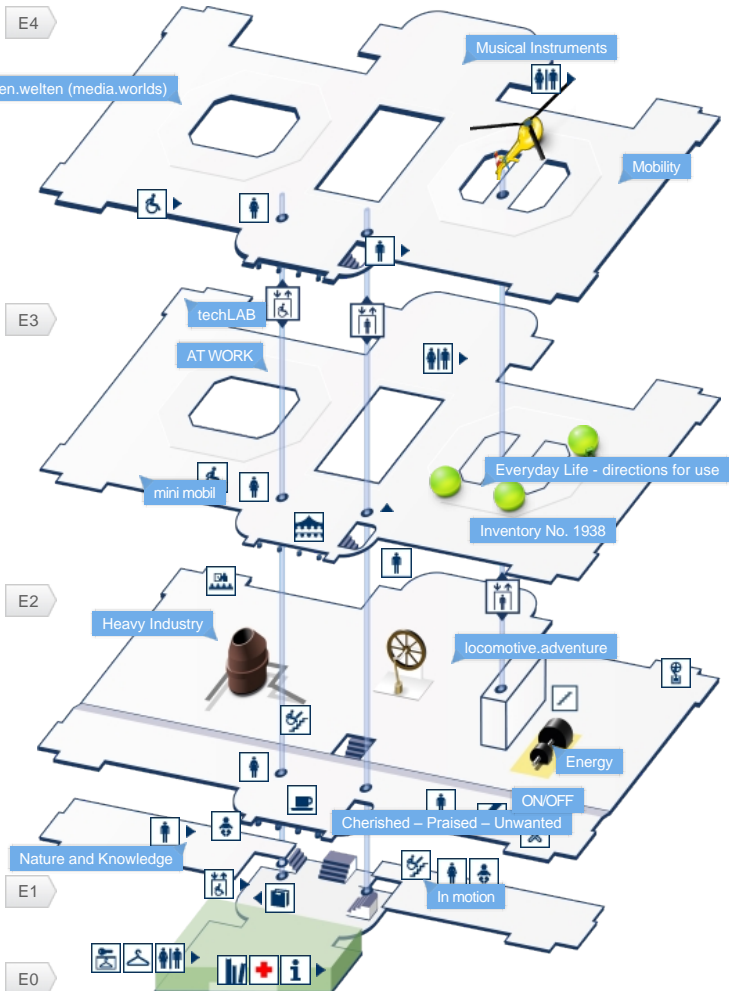 E4
Musical Instruments
en.welten (media.worlds)
Mobility
E3
techLAB
AT WORK
Everyday Life - directions for use
mini mobil
Inventory No. 1938
E2
Heavy Industry
locomotive.adventure
Energy
ON/OFF
Cherished – Praised – Unwanted
Nature and Knowledge
E1
In motion
i
E0